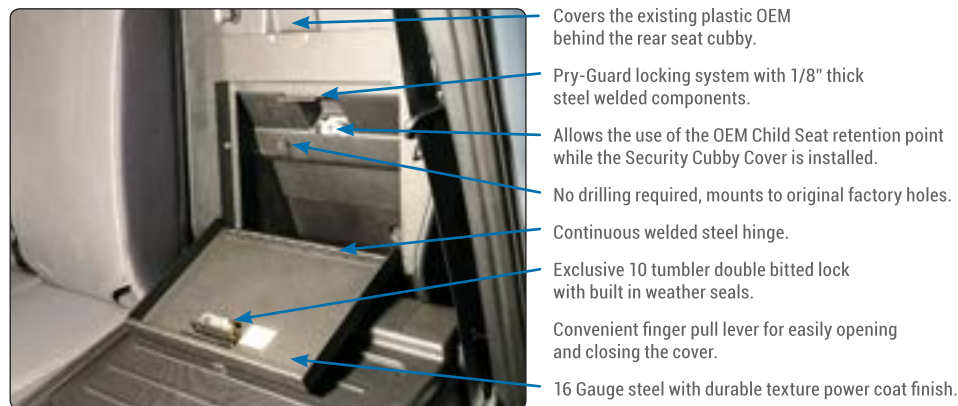 Covers the existing plastic OEM
behind the rear seat cubby.
Pry-Guard locking system with 1/8" thick
steel welded components.
Allows the use of the OEM Child Seat retention point
while the Security Cubby Cover is installed.
No drilling required, mounts to original factory holes.
Continuous welded steel hinge.
Exclusive 10 tumbler double bitted lock
with built in weather seals.
Convenient finger pull lever for easily opening
and closing the cover.
16 Gauge steel with durable texture power coat finish.